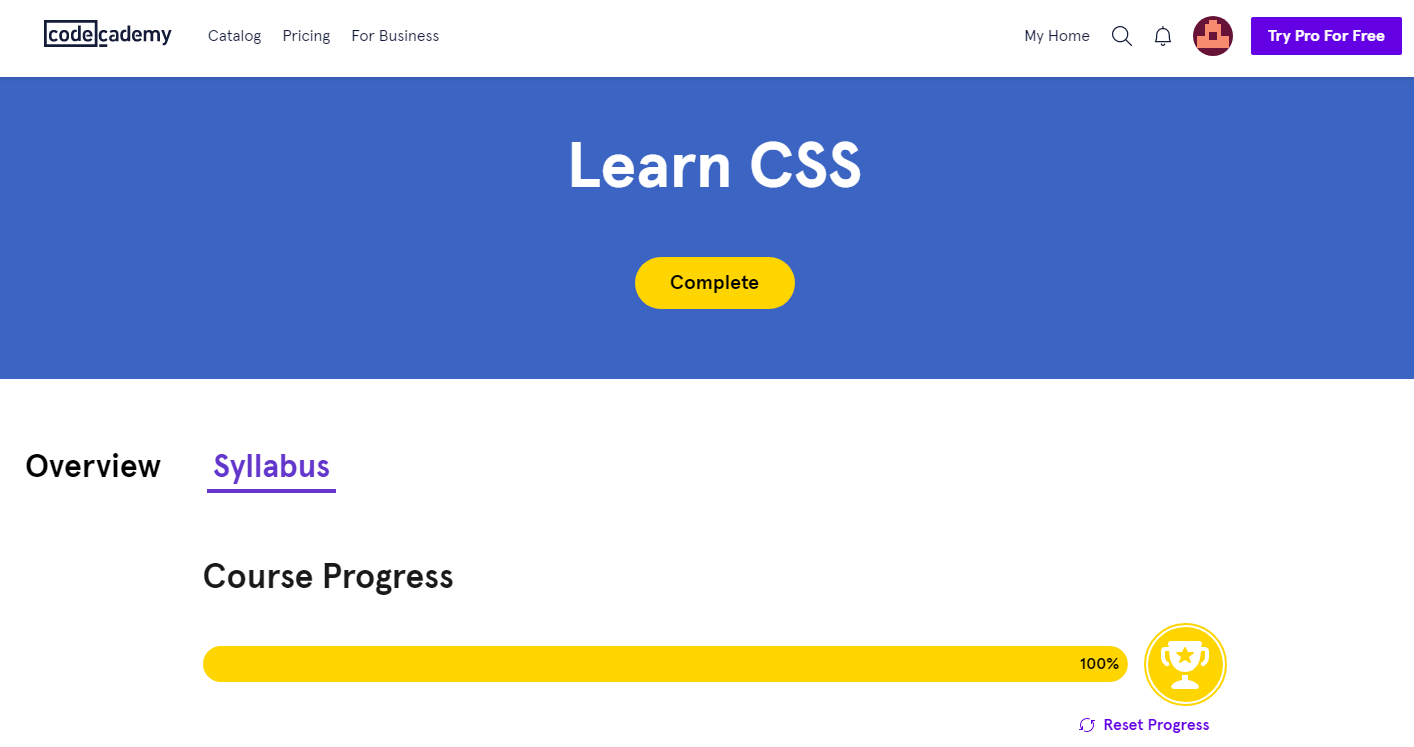 codecademy Catalog Pricing For Business My Home Try Pro For Free
Learn CSS
Complete
Overview Syllabus
Course Progress
100%
Reset Progress